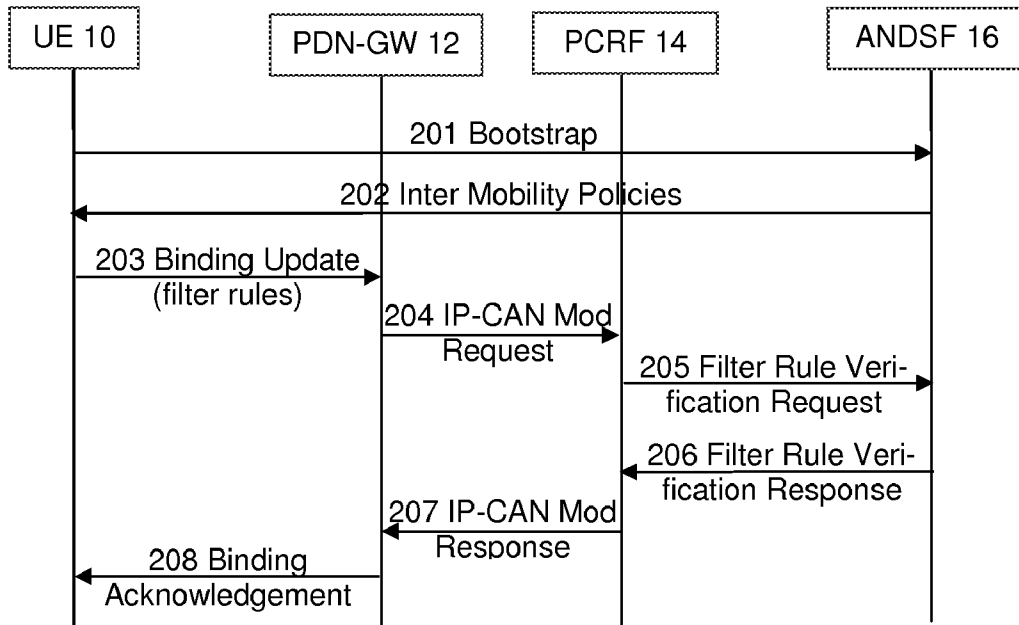 UE 10
PDN-GW 12
PCRF 14
ANDSF 16
201 Bootstrap
202 Inter Mobility Policies
203 Binding Update
(filter rules)
204 IP-CAN Mod
Request
205 Filter Rule Veri-
fication Request
206 Filter Rule Veri-
fication Response
207 IP-CAN Mod
Response
208 Binding
Acknowledgement